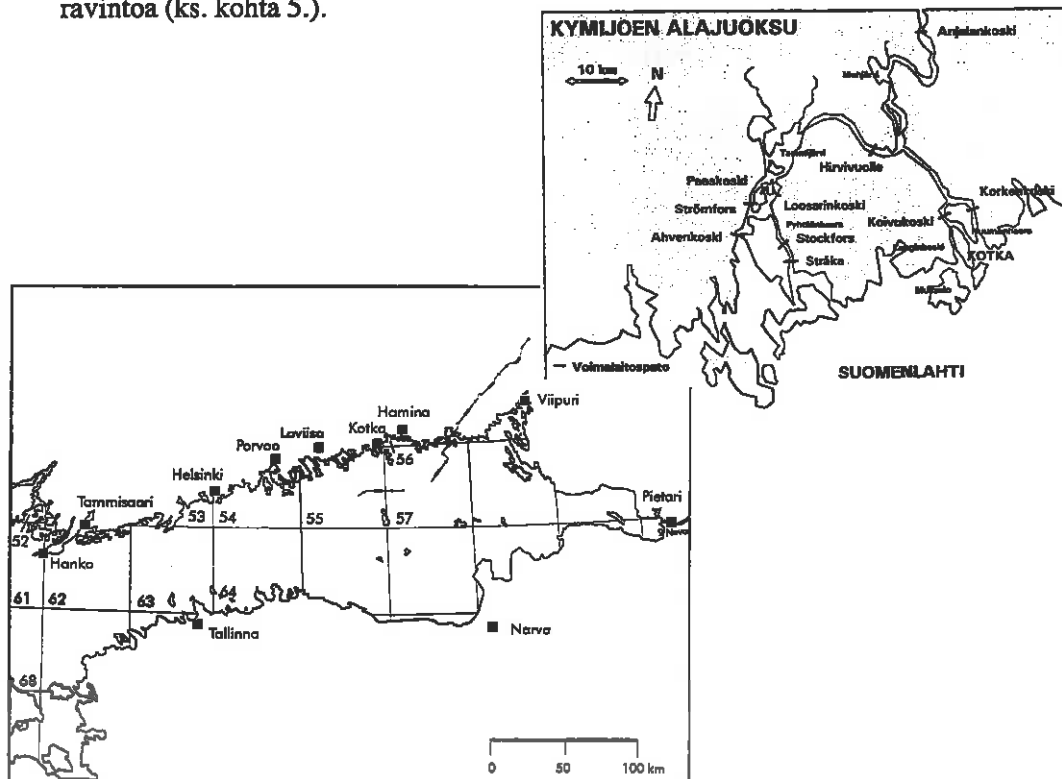 ravintoa (ks. kohta 5.).
KYMIJOEN ALAJUOKSU
Anjalankoski
10 km
N
Hirvivuolle
Paaskoski
Strömfors
Loosarinkoski
Korkeakoski
Koivukoski
Ahvenkoski
Stockfors
Stråka
KOTKA
Voimalaitospato
SUOMENLAHTI
Viipuri
Hamina
Kotka
Loviisa
Porvoo
56
Helsinki
Tammisaari
Pietari
52
53
54
55
57
Neva
Hanko
61
62
63
64
Tallinna
Narva
68
0
50
100 km